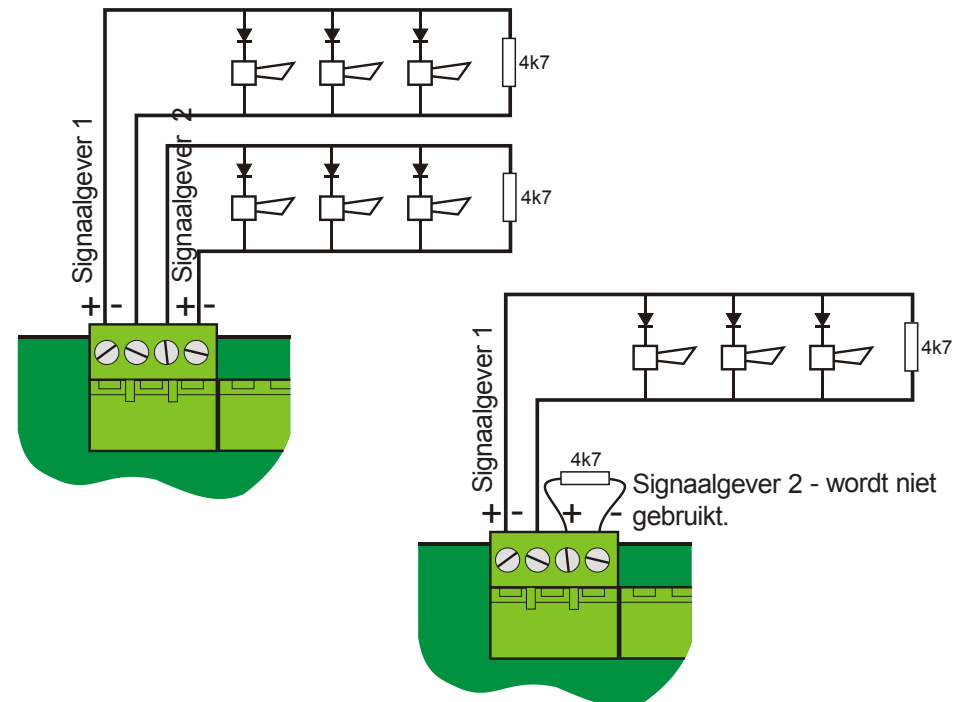 4k7
Signaalgever 1
Signaalgever 2
4k7
+ - + -
4k7
Signaalgever 1
4k7
Signaalgever 2 - wordt niet
gebruikt.
+ - + -